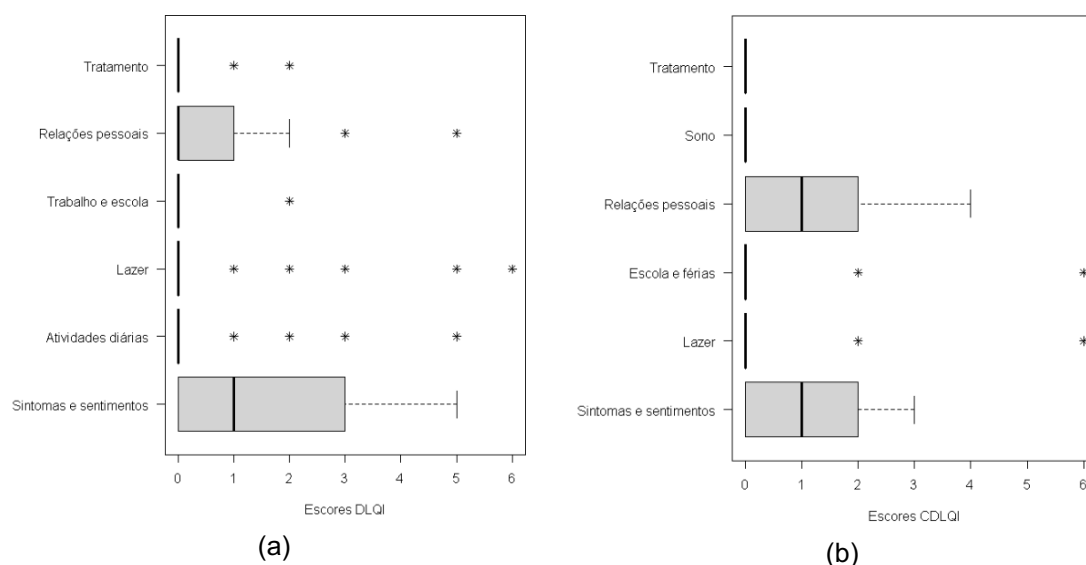 Tratamento
Relações pessoais
Trabalho e escola
Lazer
Atividades diárias
Sintomas e sentimentos
0 1 2 3 4 5 6
Escores DLQI
(a)
Tratamento
Sono
Relações pessoais
Escola e férias
Lazer
Sintomas e sentimentos
0 1 2 3 4 5 6
Escores CDLQI
(b)